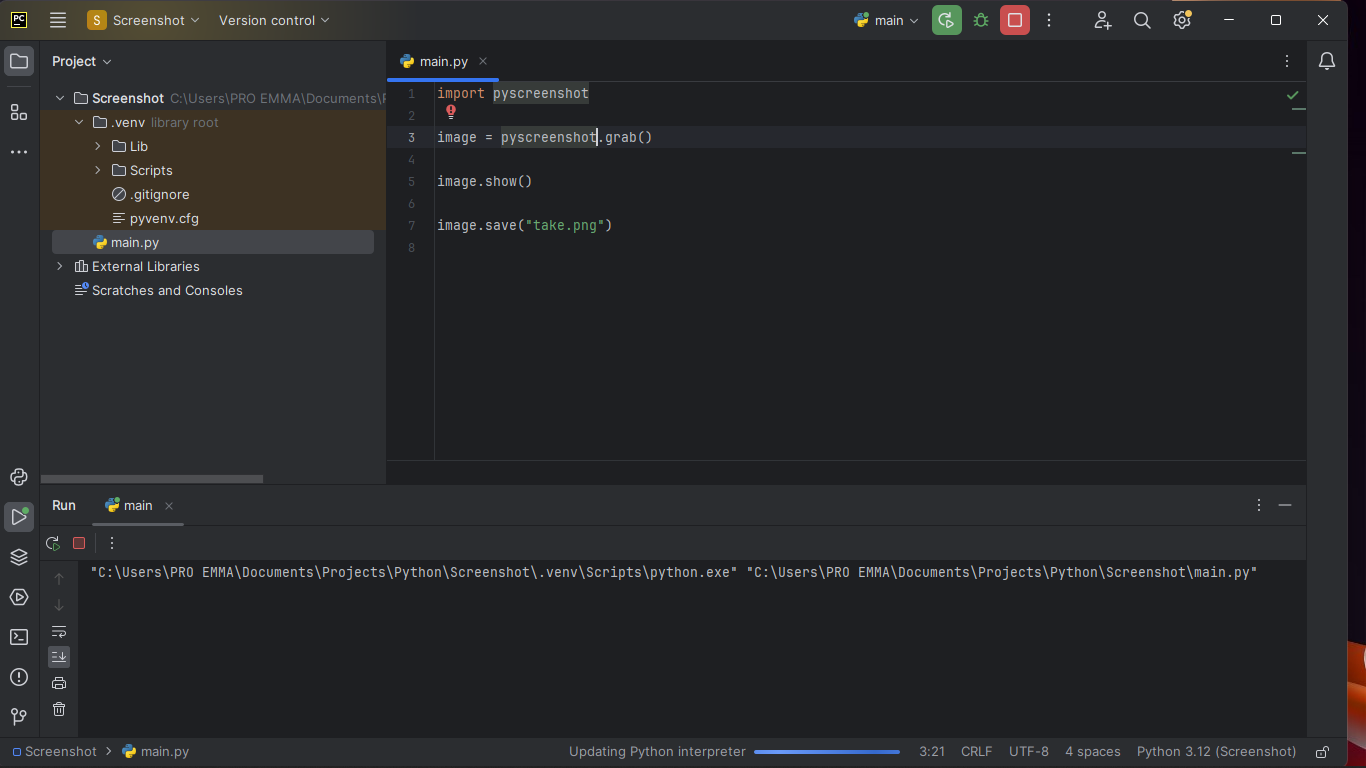 PC
S Screenshot Version control main
Project
main.py
Screenshot C:\Users\PRO EMMA\Documents\
.venv library root
Lib
Scripts
.gitignore
pyvenv.cfg
main.py
External Libraries
Scratches and Consoles
1 import pyscreenshot
2
3 image = pyscreenshot.grab()
4
5 image.show()
6
7 image.save("take.png")
8
Run main
"C:\Users\PRO EMMA\Documents\Projects\Python\Screenshot\.venv\Scripts\python.exe" "C:\Users\PRO EMMA\Documents\Projects\Python\Screenshot\main.py"
Screenshot main.py Updating Python interpreter 3:21 CRLF UTF-8 4 spaces Python 3.12 (Screenshot)